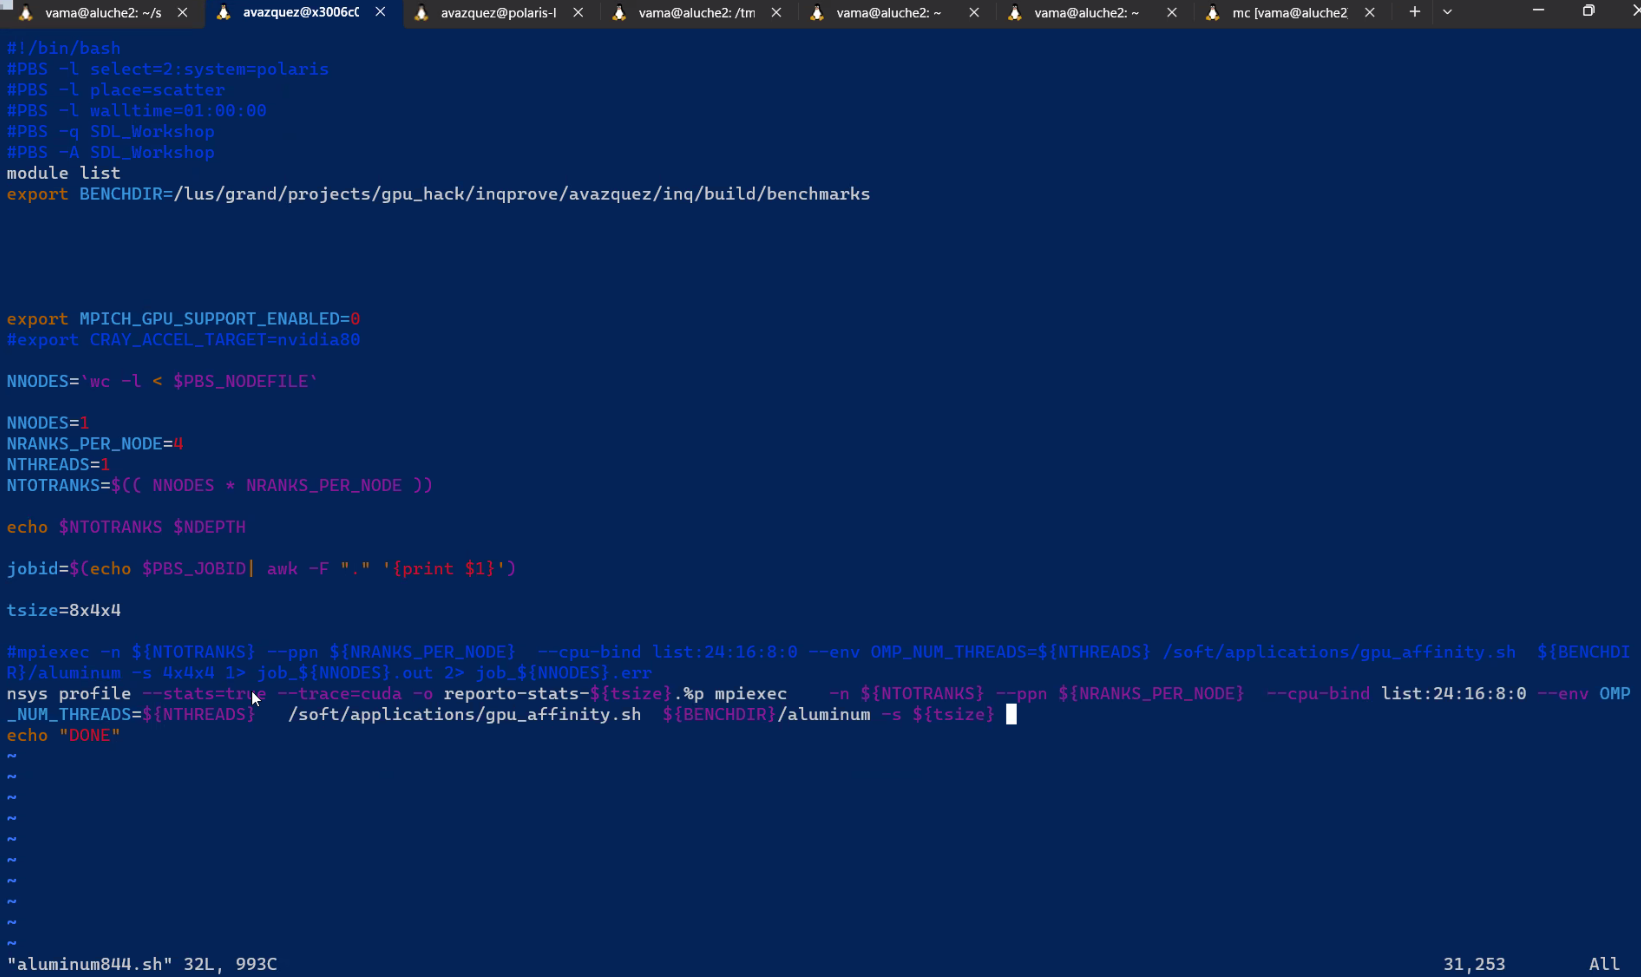 vama@aluche2: ~/s
avazquez@x3006c0
avazquez@polaris-l
vama@aluche2: /tm
vama@aluche2: ~
vama@aluche2: ~
mc [vama@aluche2]
#!/bin/bash
#PBS -l select=2:system=polaris
#PBS -l place=scatter
#PBS -l walltime=01:00:00
#PBS -q SDL_Workshop
#PBS -A SDL_Workshop
module list
export BENCHDIR=/lus/grand/projects/gpu_hack/inqprove/avazquez/inq/build/benchmarks
export MPICH_GPU_SUPPORT_ENABLED=0
#export CRAY_ACCEL_TARGET=nvidia80
NNODES=`wc -l < $PBS_NODEFILE`
NNODES=1
NRANKS_PER_NODE=4
NTHREADS=1
NTOTRANKS=$(( NNODES * NRANKS_PER_NODE ))
echo $NTOTRANKS $NDEPTH
jobid=$(echo $PBS_JOBID| awk -F "." '{print $1}')
tsize=8x4x4
#mpiexec -n ${NTOTRANKS} --ppn ${NRANKS_PER_NODE}  --cpu-bind list:24:16:8:0 --env OMP_NUM_THREADS=${NTHREADS} /soft/applications/gpu_affinity.sh  ${BENCHDI
R}/aluminum -s 4x4x4 1> job_${NNODES}.out 2> job_${NNODES}.err
nsys profile --stats=true --trace=cuda -o reporto-stats-${tsize}.%p mpiexec    -n ${NTOTRANKS} --ppn ${NRANKS_PER_NODE}  --cpu-bind list:24:16:8:0 --env OMP
_NUM_THREADS=${NTHREADS}   /soft/applications/gpu_affinity.sh  ${BENCHDIR}/aluminum -s ${tsize}
echo "DONE"
~
~
~
~
~
~
~
~
~
~
"aluminum844.sh" 32L, 993C 31,253 All